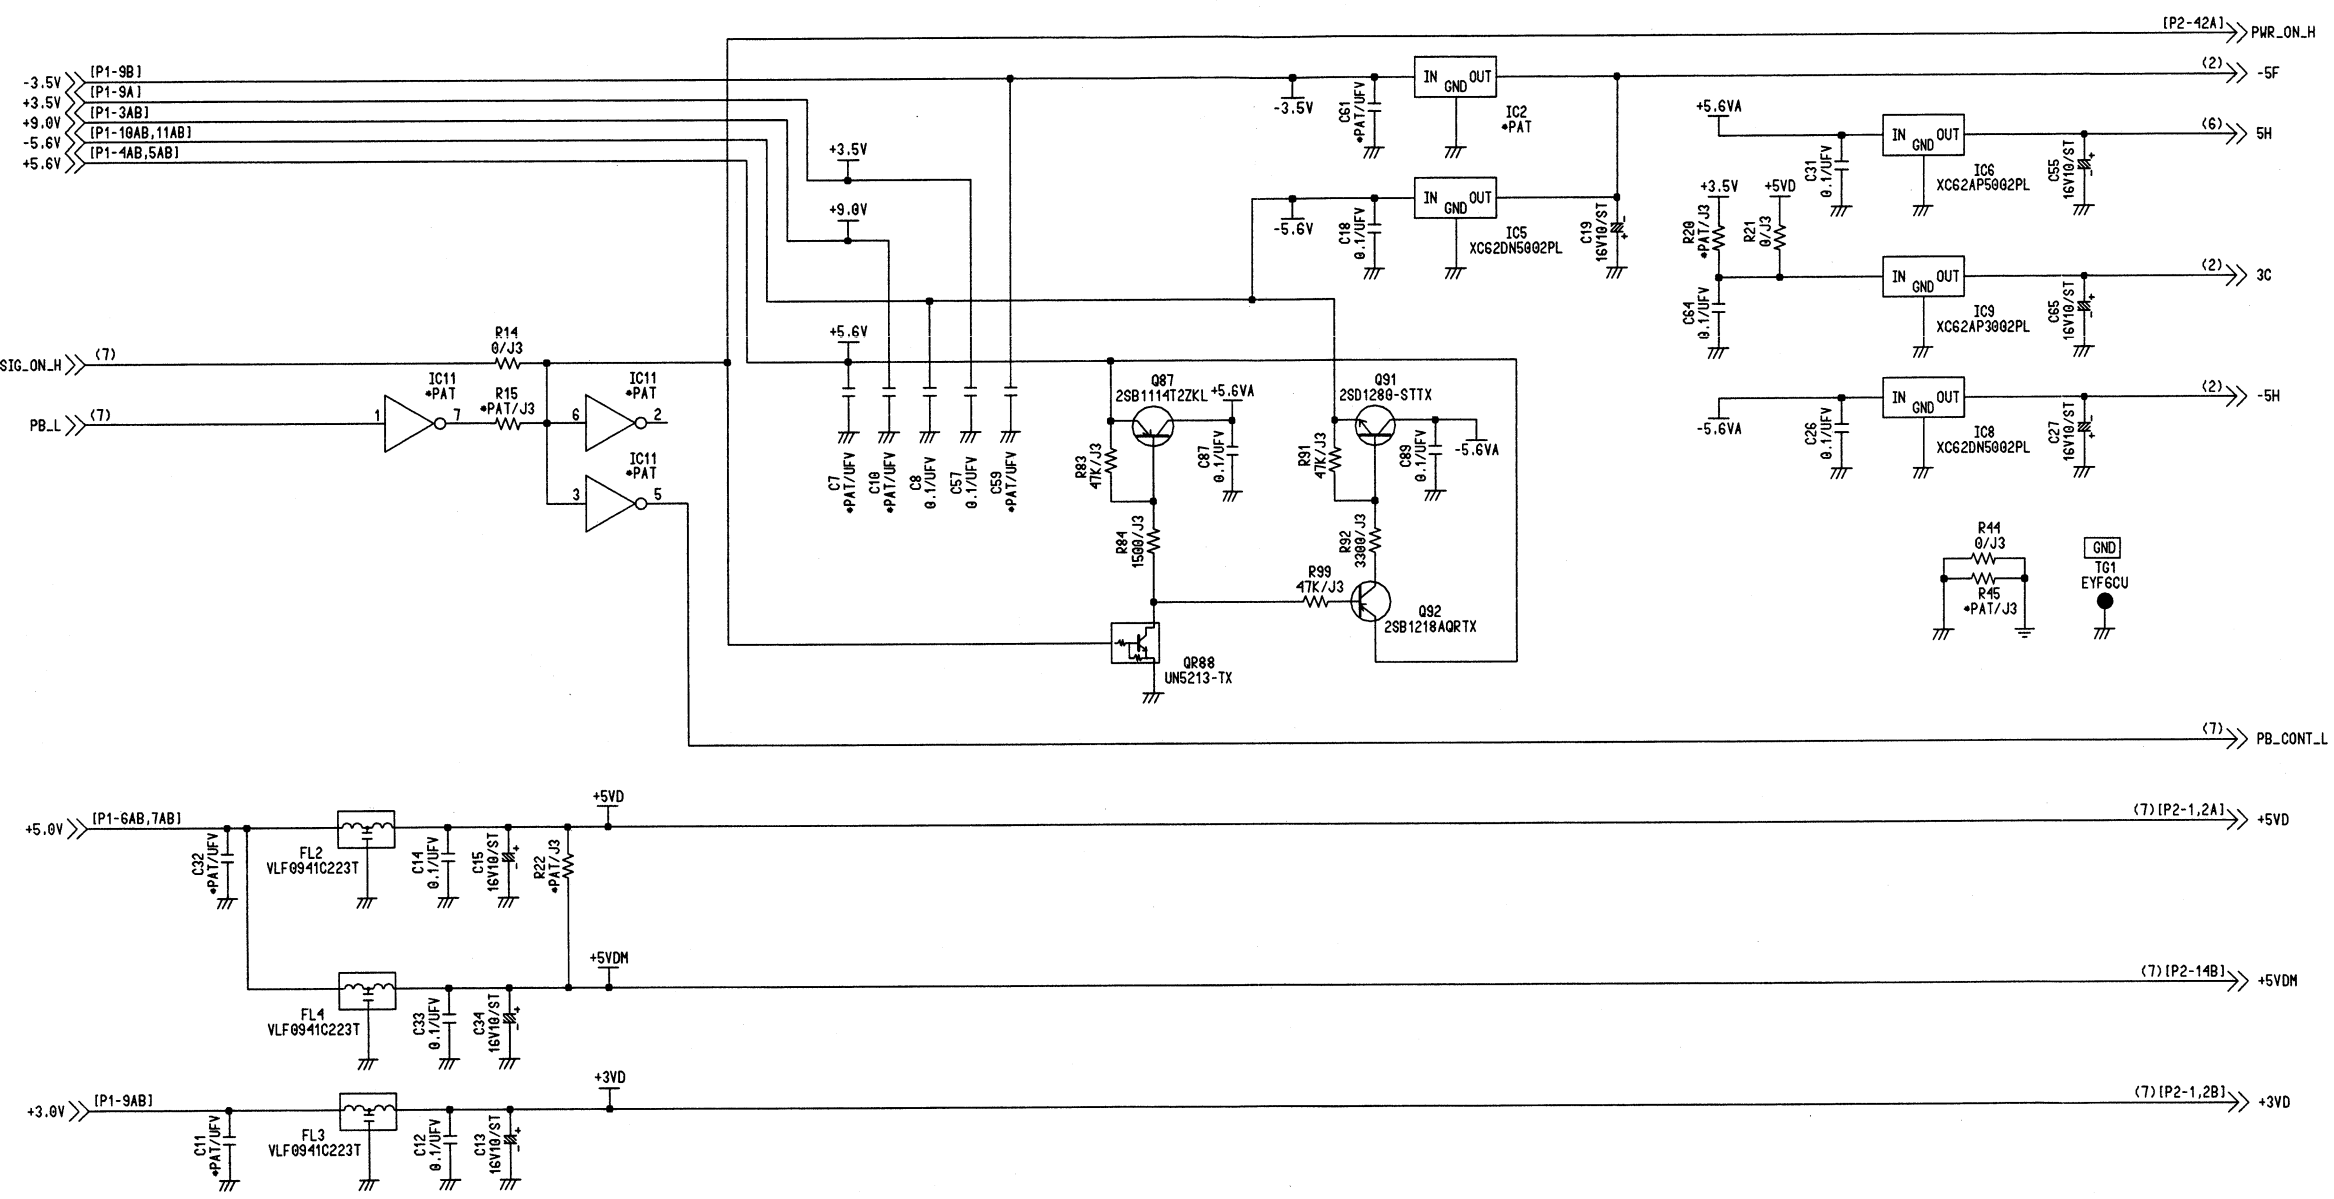 [P2-42A]
PWR_ON_H
-3.5V
[P1-9B]
+3.5V
[P1-9A]
+9.0V
[P1-3AB]
-5.6V
[P1-10AB,11AB]
+5.6V
[P1-4AB,5AB]
-3.5V
C61
*PAT/UFV
IN
OUT
GND
IC2
*PAT
(2)
-5F
+5.6VA
C31
0.1/UFV
IN
OUT
GND
IC6
XC62AP5002PL
C55
16V10/ST
+
-
(6)
5H
+3.5V
+9.0V
-5.6V
C18
0.1/UFV
IN
OUT
GND
IC5
XC62DN5002PL
C19
16V10/ST
-
+
+3.5V
+5VD
R20
*PAT/J3
R21
0/J3
C64
0.1/UFV
IN
OUT
GND
IC9
XC62AP3002PL
C65
16V10/ST
+
-
(2)
3C
SIG_ON_H
(7)
R14
0/J3
PB_L
(7)
1
IC11
*PAT
7
R15
*PAT/J3
6
IC11
*PAT
2
3
IC11
*PAT
5
+5.6V
C7
*PAT/UFV
C10
*PAT/UFV
C8
0.1/UFV
C57
0.1/UFV
C59
*PAT/UFV
Q87
2SB1114T2ZKL
+5.6VA
R83
47K/J3
C87
0.1/UFV
R84
1500/J3
Q91
2SD1280-STTX
R91
47K/J3
C89
0.1/UFV
-5.6VA
R92
3300/J3
R99
47K/J3
Q92
2SB1218AQRTX
QR88
UN5213-TX
-5.6VA
C26
0.1/UFV
IN
OUT
GND
IC8
XC62DN5002PL
C27
16V10/ST
-
+
(2)
-5H
R44
0/J3
R45
*PAT/J3
GND
TG1
EYF6CU
(7)
PB_CONT_L
+5.0V
[P1-6AB,7AB]
C32
*PAT/UFV
FL2
VLF0941C223T
C14
0.1/UFV
C15
16V10/ST
+
-
R22
*PAT/J3
+5VD
(7)[P2-1,2A]
+5VD
FL4
VLF0941C223T
C33
0.1/UFV
C34
16V10/ST
+
-
+5VDM
(7)[P2-14B]
+5VDM
+3.0V
[P1-9AB]
C11
*PAT/UFV
FL3
VLF0941C223T
C12
0.1/UFV
C13
16V10/ST
+
-
+3VD
(7)[P2-1,2B]
+3VD